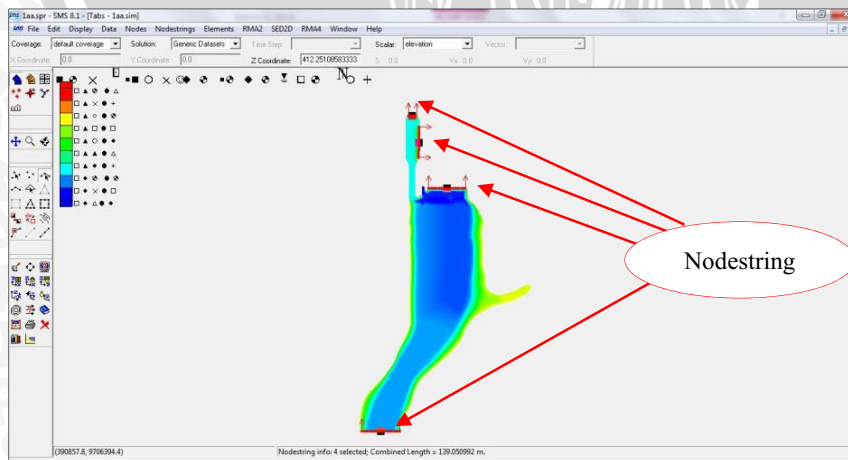 1aa.spr - SMS 8.1 - [Tabs - 1aa.sim]
File Edit Display Data Nodes Nodestrings Elements RMA2 SED2D RMA4 Window Help
Coverage: default coverage Solution: Generic Datasets Time Step: Scalar: elevation Vector:
X Coordinate: 0.0 Y Coordinate: 0.0 Z Coordinate: 412.25108583333 S: 0.0 Vx: 0.0 Vy: 0.0
E N
Nodestring
(390857.8, 9706394.4) Nodestring info: 4 selected; Combined Length = 139.050992 m.